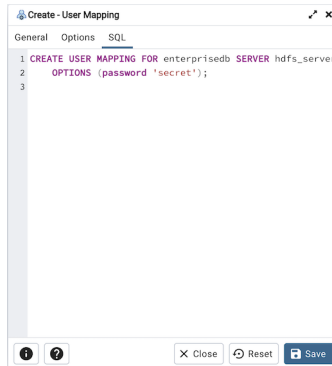 Create - User Mapping
General Options SQL
1 CREATE USER MAPPING FOR enterprisedb SERVER hdfs_server
2 OPTIONS (password 'secret');
3
Close Reset Save